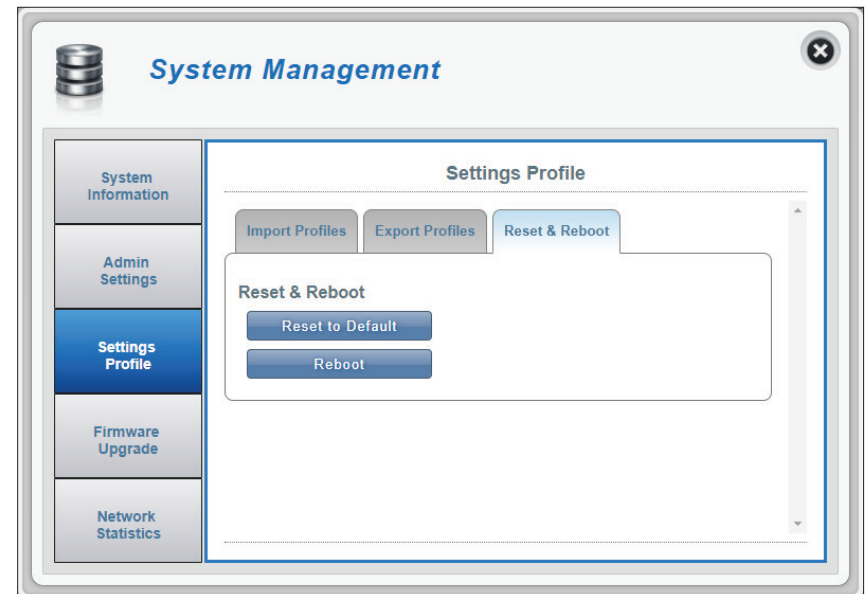 System Management
System
Information
Admin
Settings
Settings
Profile
Firmware
Upgrade
Network
Statistics
Settings Profile
Import Profiles
Export Profiles
Reset & Reboot
Reset & Reboot
Reset to Default
Reboot